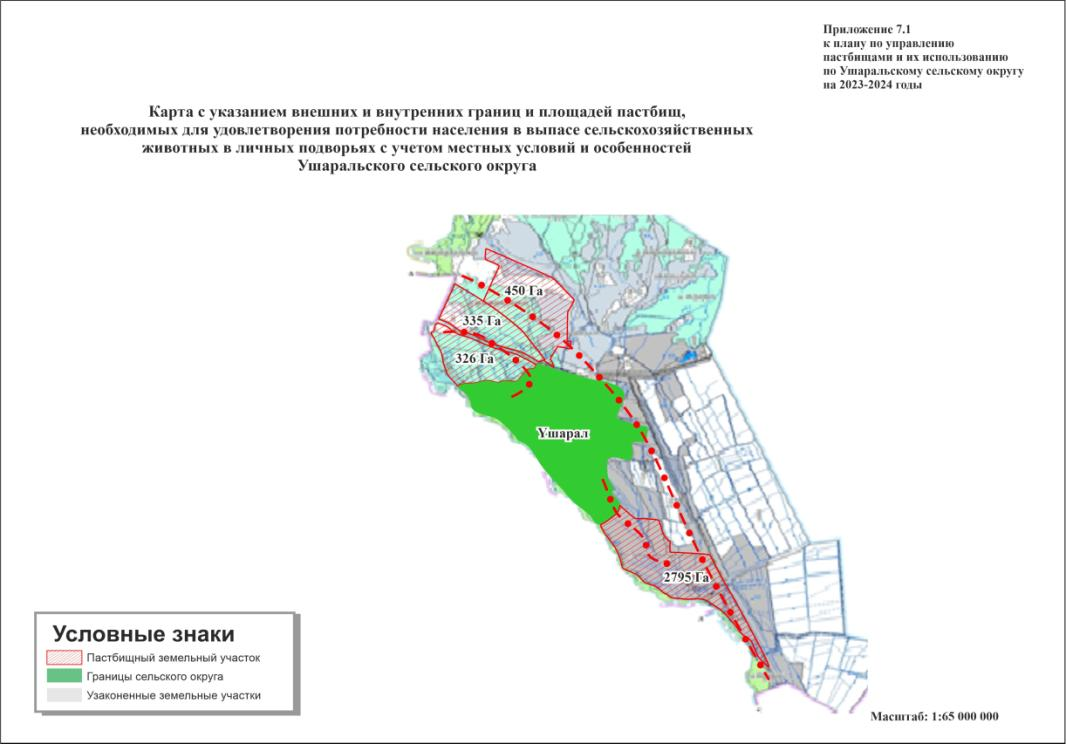 Приложение 7.1
к плану по управлению
пастбищами и их использованию
по Ушаральскому сельскому округу
на 2023-2024 годы
Карта с указанием внешних и внутренних границ и площадей пастбищ,
необходимых для удовлетворения потребности населения в выпасе сельскохозяйственных
животных в личных подворьях с учетом местных условий и особенностей
Ушаральского сельского округа
450 Га
335 Га
326 Га
Үшарал
2795 Га
Условные знаки
Пастбищный земельный участок
Границы сельского округа
Узаконенные земельные участки
Масштаб: 1:65 000 000